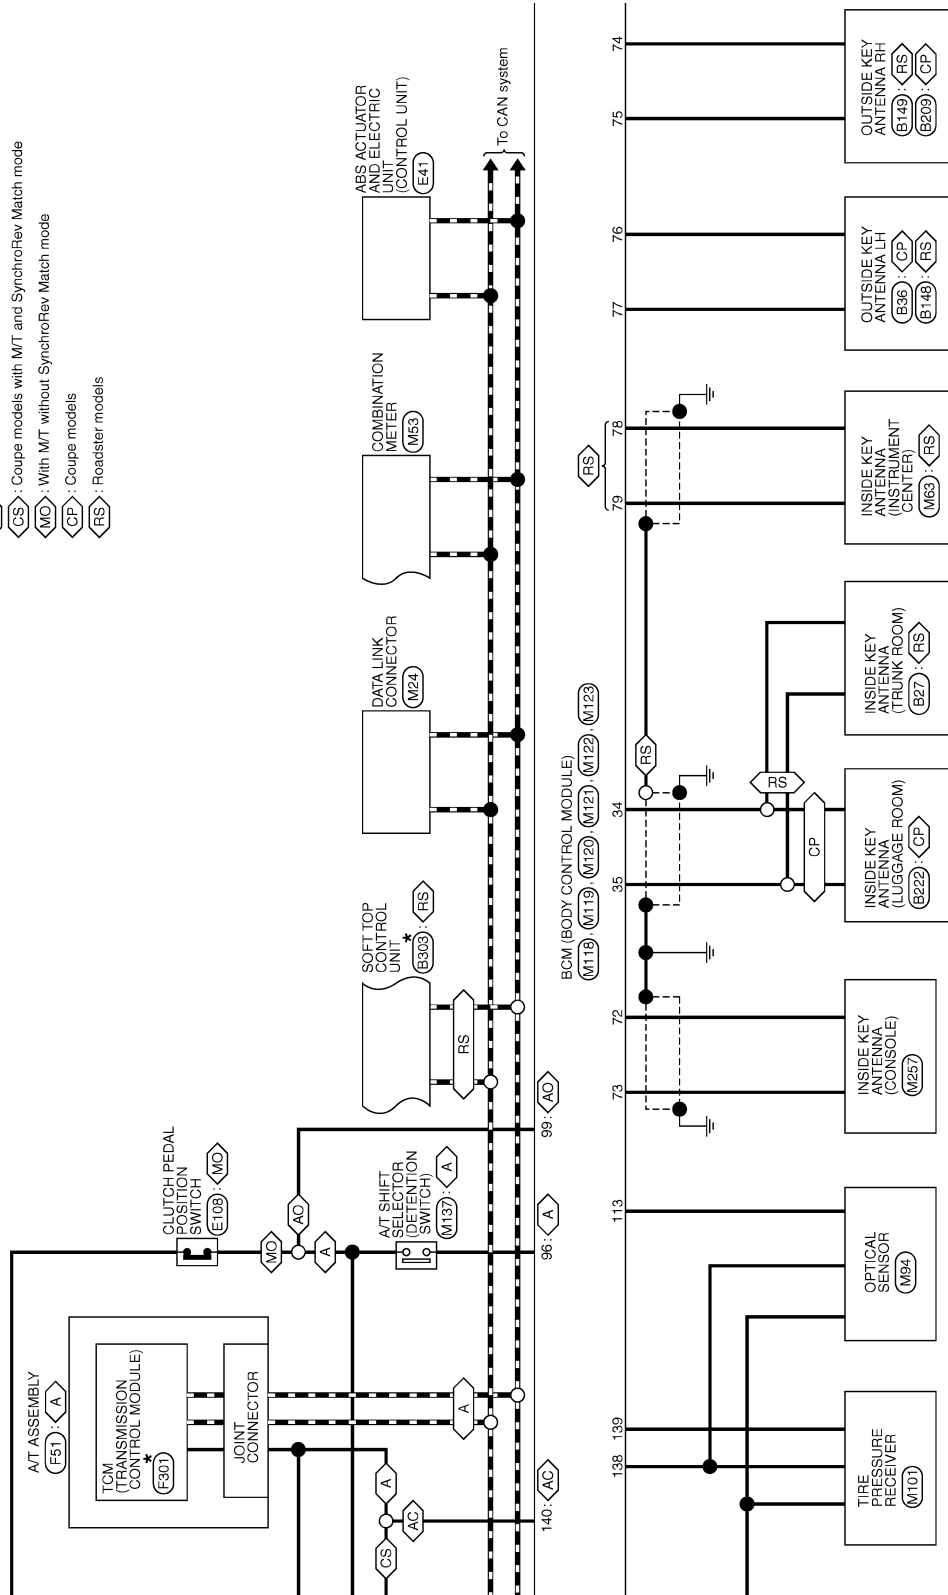 CS : Coupe models with M/T and SynchroRev Match mode
MO : With M/T without SynchroRev Match mode
CP : Coupe models
RS : Roadster models
A/T ASSEMBLY
F51 : A
TCM
(TRANSMISSION
CONTROL MODULE)
*
F301
JOINT
CONNECTOR
CLUTCH PEDAL
POSITION
SWITCH
E108 : MO
MO
AO
A
A/T SHIFT
SELECTOR
(DETENTION
SWITCH)
M137 : A
A
A
AC
CS
SOFT TOP
CONTROL
UNIT *
B303 : RS
RS
DATA LINK
CONNECTOR
M24
COMBINATION
METER
M53
ABS ACTUATOR
AND ELECTRIC
UNIT
(CONTROL UNIT)
E41
To CAN system
140 : AC
96 : A
99 : AO
BCM (BODY CONTROL MODULE)
M118 , M119 , M120 , M121 , M122 , M123
138
139
113
73
72
35
34
79
78
77
76
75
74
RS
RS
RS
CP
TIRE
PRESSURE
RECEIVER
M101
OPTICAL
SENSOR
M94
INSIDE KEY
ANTENNA
(CONSOLE)
M257
INSIDE KEY
ANTENNA
(LUGGAGE ROOM)
B222 : CP
INSIDE KEY
ANTENNA
(TRUNK ROOM)
B27 : RS
INSIDE KEY
ANTENNA
(INSTRUMENT
CENTER)
M63 : RS
OUTSIDE KEY
ANTENNA LH
B36 : CP
B148 : RS
OUTSIDE KEY
ANTENNA RH
B149 : RS
B209 : CP